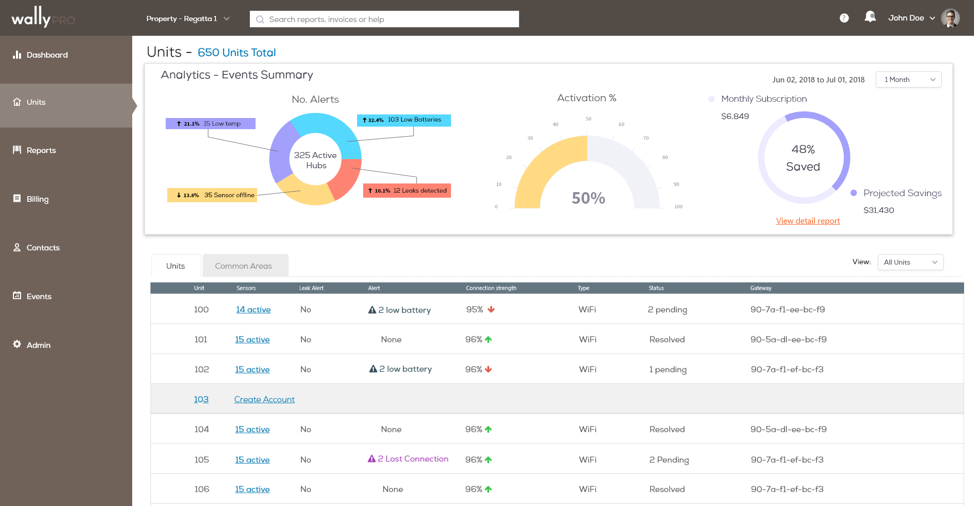 wallyPRO
Property - Regatta 1
Search reports, invoices or help
?
John Doe
Dashboard
Units
Reports
Billing
Contacts
Events
Admin
Units - 650 Units Total
Analytics - Events Summary
Jun 02, 2018 to Jul 01, 2018
1 Month
No. Alerts
21.1% 15 Low temp
32.4% 103 Low Batteries
325 Active
Hubs
13.8% 35 Sensor offline
10.1% 12 Leaks detected
Activation %
0
10
20
30
40
50
60
70
80
90
100
50%
Monthly Subscription
$6,849
48%
Saved
Projected Savings
$31,430
View detail report
Units
Common Areas
View: All Units
Unit Sensors Leak Alert Alert Connection strength Type Status Gateway
100 14 active No 2 low battery 95% WiFi 2 pending 90-7a-f1-ee-bc-f9
101 15 active No None 96% WiFi Resolved 90-5a-d1-ee-bc-f9
102 15 active No 2 low battery 96% WiFi 1 pending 90-7a-f1-ef-bc-f3
103 Create Account
104 15 active No None 96% WiFi Resolved 90-5a-d1-ee-bc-f9
105 15 active No 2 Lost Connection 96% WiFi 2 Pending 90-7a-f1-ef-bc-f3
106 15 active No None 96% WiFi Resolved 90-7a-f1-ef-bc-f3